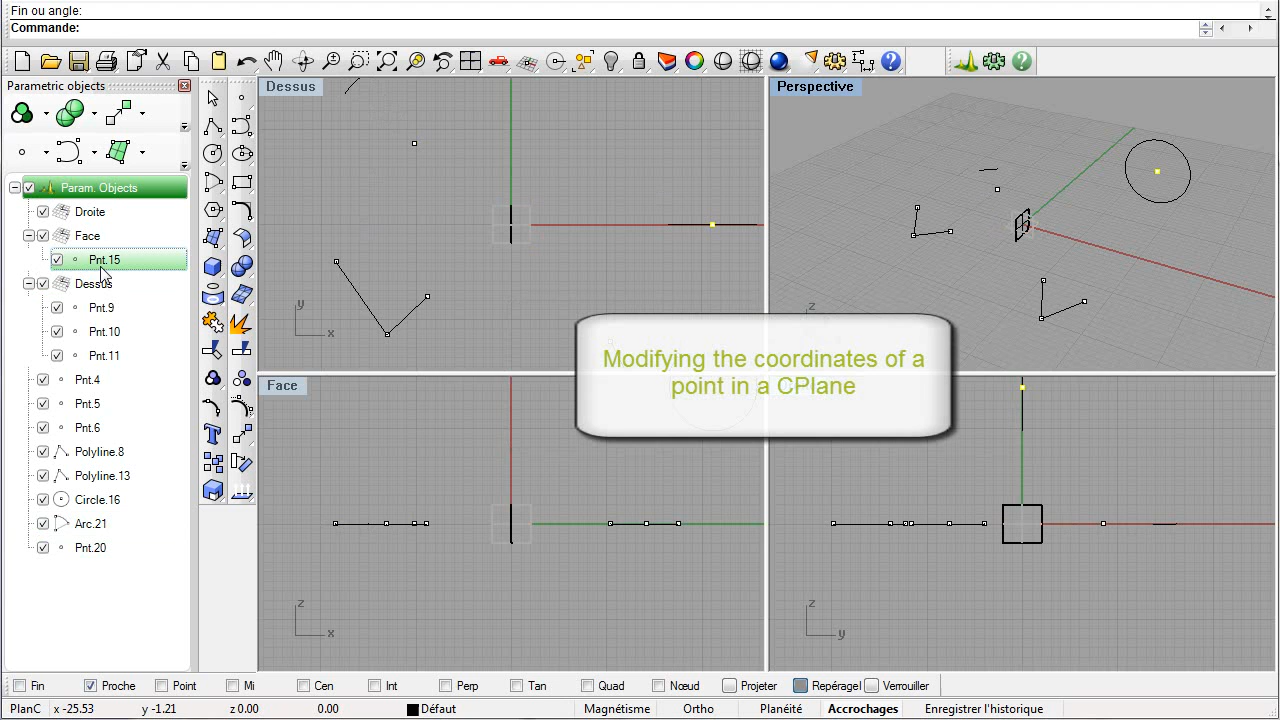 Fin ou angle:
Commande:
Parametric objects
Param. Objects
Droite
Face
Pnt.15
Dessus
Pnt.9
Pnt.10
Pnt.11
Pnt.4
Pnt.5
Pnt.6
Polyline.8
Polyline.13
Circle.16
Arc.21
Pnt.20
Dessus
y
x
Perspective
z
Modifying the coordinates of a
point in a CPlane
Face
z
x
z
y
Fin
Proche
Point
Mi
Cen
Int
Perp
Tan
Quad
Nœud
Projeter
Repéragel
Verrouiller
PlanC
x -25.53
y -1.21
z 0.00
0.00
Défaut
Magnétisme
Ortho
Planéité
Accrochages
Enregistrer l'historique